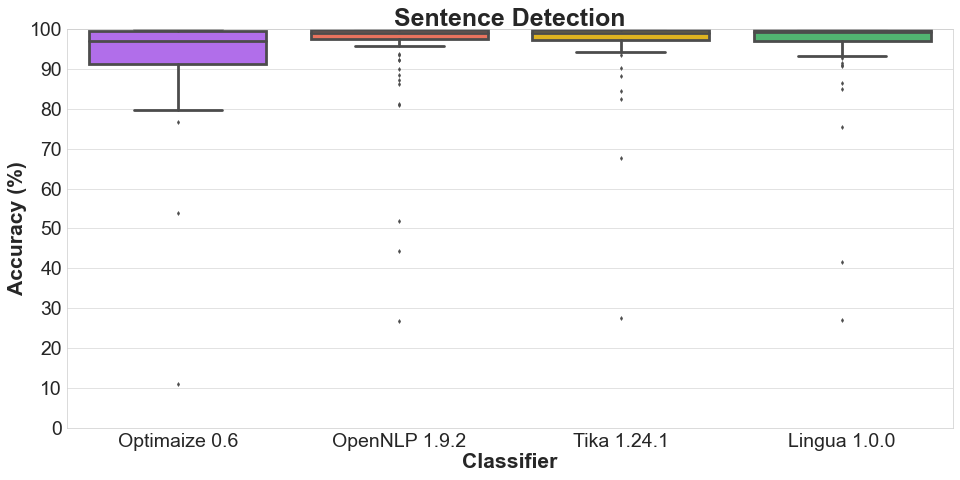 Sentence Detection
Accuracy (%)
100
90
80
70
60
50
40
30
20
10
0
Optimaize 0.6
OpenNLP 1.9.2
Tika 1.24.1
Lingua 1.0.0
Classifier